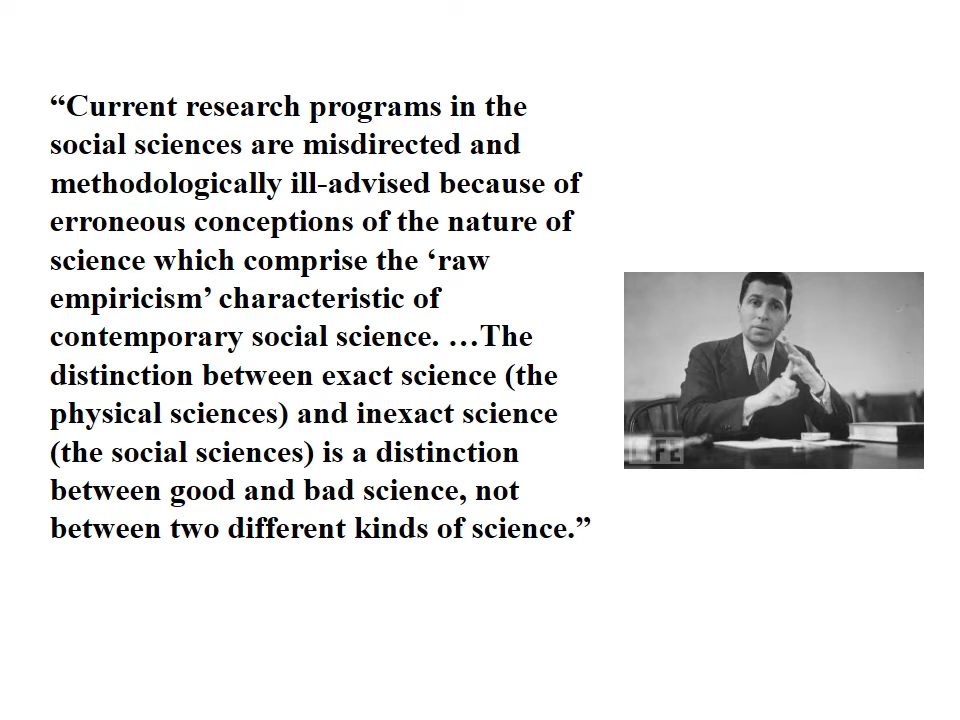 “Current research programs in the
social sciences are misdirected and
methodologically ill-advised because of
erroneous conceptions of the nature of
science which comprise the ‘raw
empiricism’ characteristic of
contemporary social science. …The
distinction between exact science (the
physical sciences) and inexact science
(the social sciences) is a distinction
between good and bad science, not
between two different kinds of science.”
LIFE